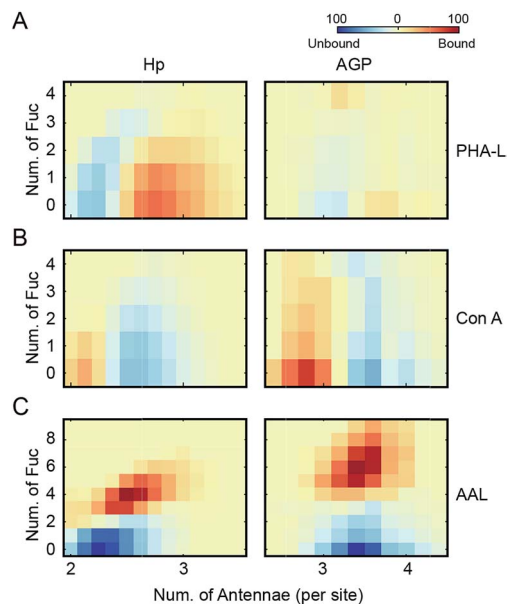 A
100 0 100
Unbound Bound
Hp AGP
Num. of Fuc
4
3
2
1
0
PHA-L
B
Num. of Fuc
4
3
2
1
0
Con A
C
Num. of Fuc
8
6
4
2
0
AAL
2 3 3 4
Num. of Antennae (per site)